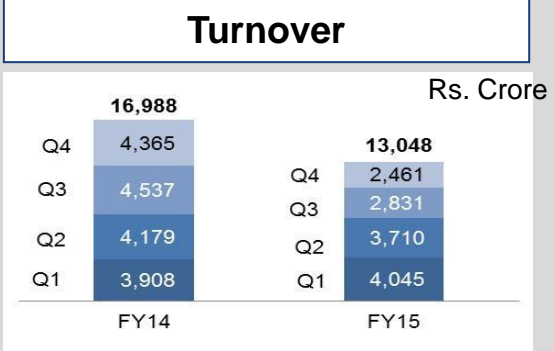 Turnover
Rs. Crore
16,988
Q4 4,365
Q3 4,537
Q2 4,179
Q1 3,908
FY14
13,048
Q4 2,461
Q3 2,831
Q2 3,710
Q1 4,045
FY15